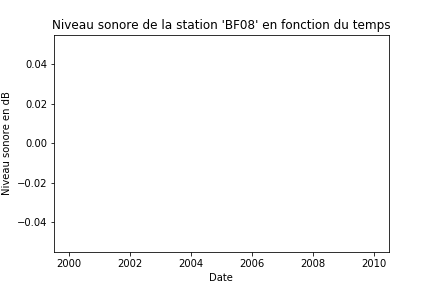 Niveau sonore de la station 'BF08' en fonction du temps
0.04
0.02
0.00
−0.02
−0.04
Niveau sonore en dB
2000 2002 2004 2006 2008 2010
Date